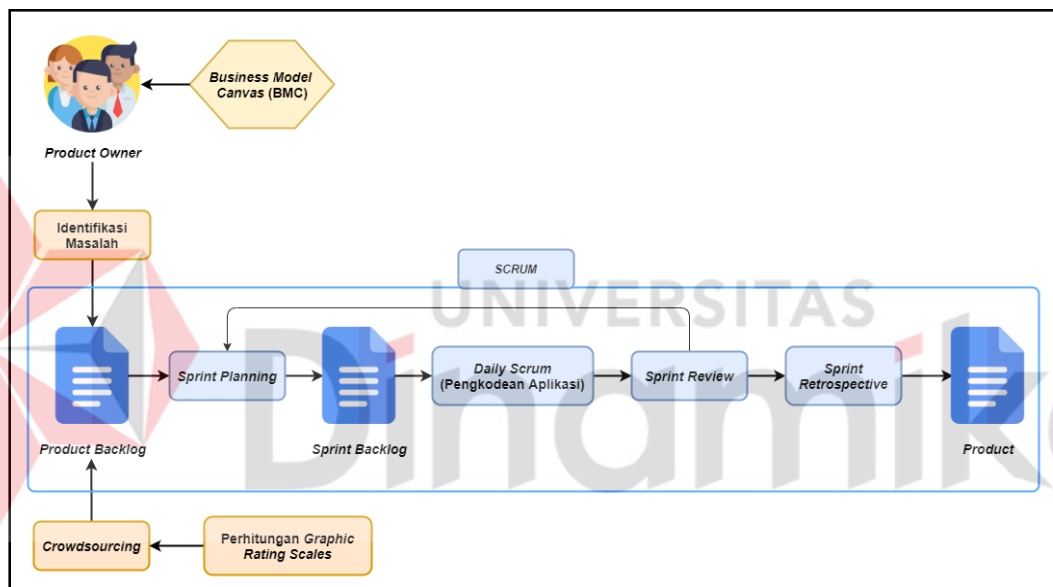 Business Model
Canvas (BMC)
Product Owner
Identifikasi
Masalah
SCRUM
UNIVERSITAS
Dinamika
Sprint Planning
Daily Scrum
(Pengkodean Aplikasi)
Sprint Review
Sprint
Retrospective
Product Backlog
Sprint Backlog
Product
Crowdsourcing
Perhitungan Graphic
Rating Scales